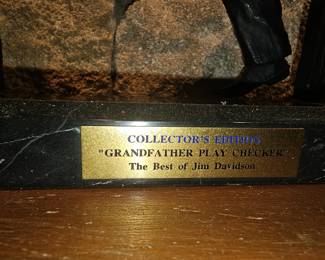 COLLECTOR'S EDITION
"GRANDFATHER PLAY CHECKER"
The Best of Jim Davidson